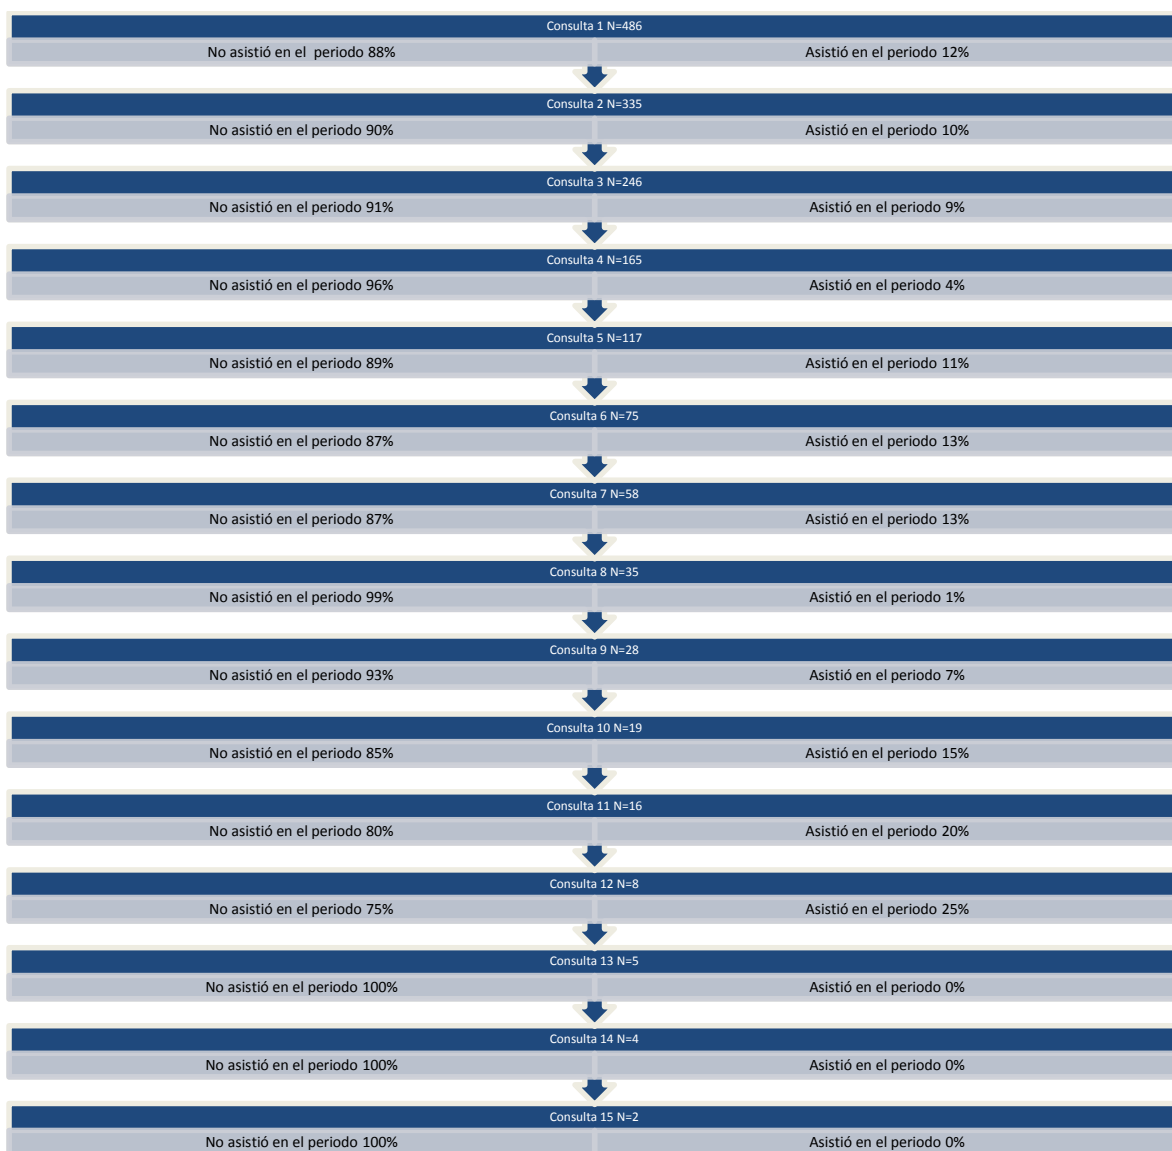 Consulta 1 N=486
No asistió en el  periodo 88%
Asistió en el periodo 12%
Consulta 2 N=335
No asistió en el periodo 90%
Asistió en el periodo 10%
Consulta 3 N=246
No asistió en el periodo 91%
Asistió en el periodo 9%
Consulta 4 N=165
No asistió en el periodo 96%
Asistió en el periodo 4%
Consulta 5 N=117
No asistió en el periodo 89%
Asistió en el periodo 11%
Consulta 6 N=75
No asistió en el periodo 87%
Asistió en el periodo 13%
Consulta 7 N=58
No asistió en el periodo 87%
Asistió en el periodo 13%
Consulta 8 N=35
No asistió en el periodo 99%
Asistió en el periodo 1%
Consulta 9 N=28
No asistió en el periodo 93%
Asistió en el periodo 7%
Consulta 10 N=19
No asistió en el periodo 85%
Asistió en el periodo 15%
Consulta 11 N=16
No asistió en el periodo 80%
Asistió en el periodo 20%
Consulta 12 N=8
No asistió en el periodo 75%
Asistió en el periodo 25%
Consulta 13 N=5
No asistió en el periodo 100%
Asistió en el periodo 0%
Consulta 14 N=4
No asistió en el periodo 100%
Asistió en el periodo 0%
Consulta 15 N=2
No asistió en el periodo 100%
Asistió en el periodo 0%